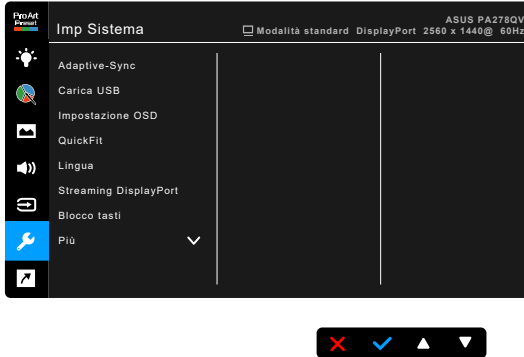 ProArt
Preset
Imp Sistema
ASUS PA278QV
Modalità standard DisplayPort 2560 x 1440@ 60Hz
Adaptive-Sync
Carica USB
Impostazione OSD
QuickFit
Lingua
Streaming DisplayPort
Blocco tasti
Più